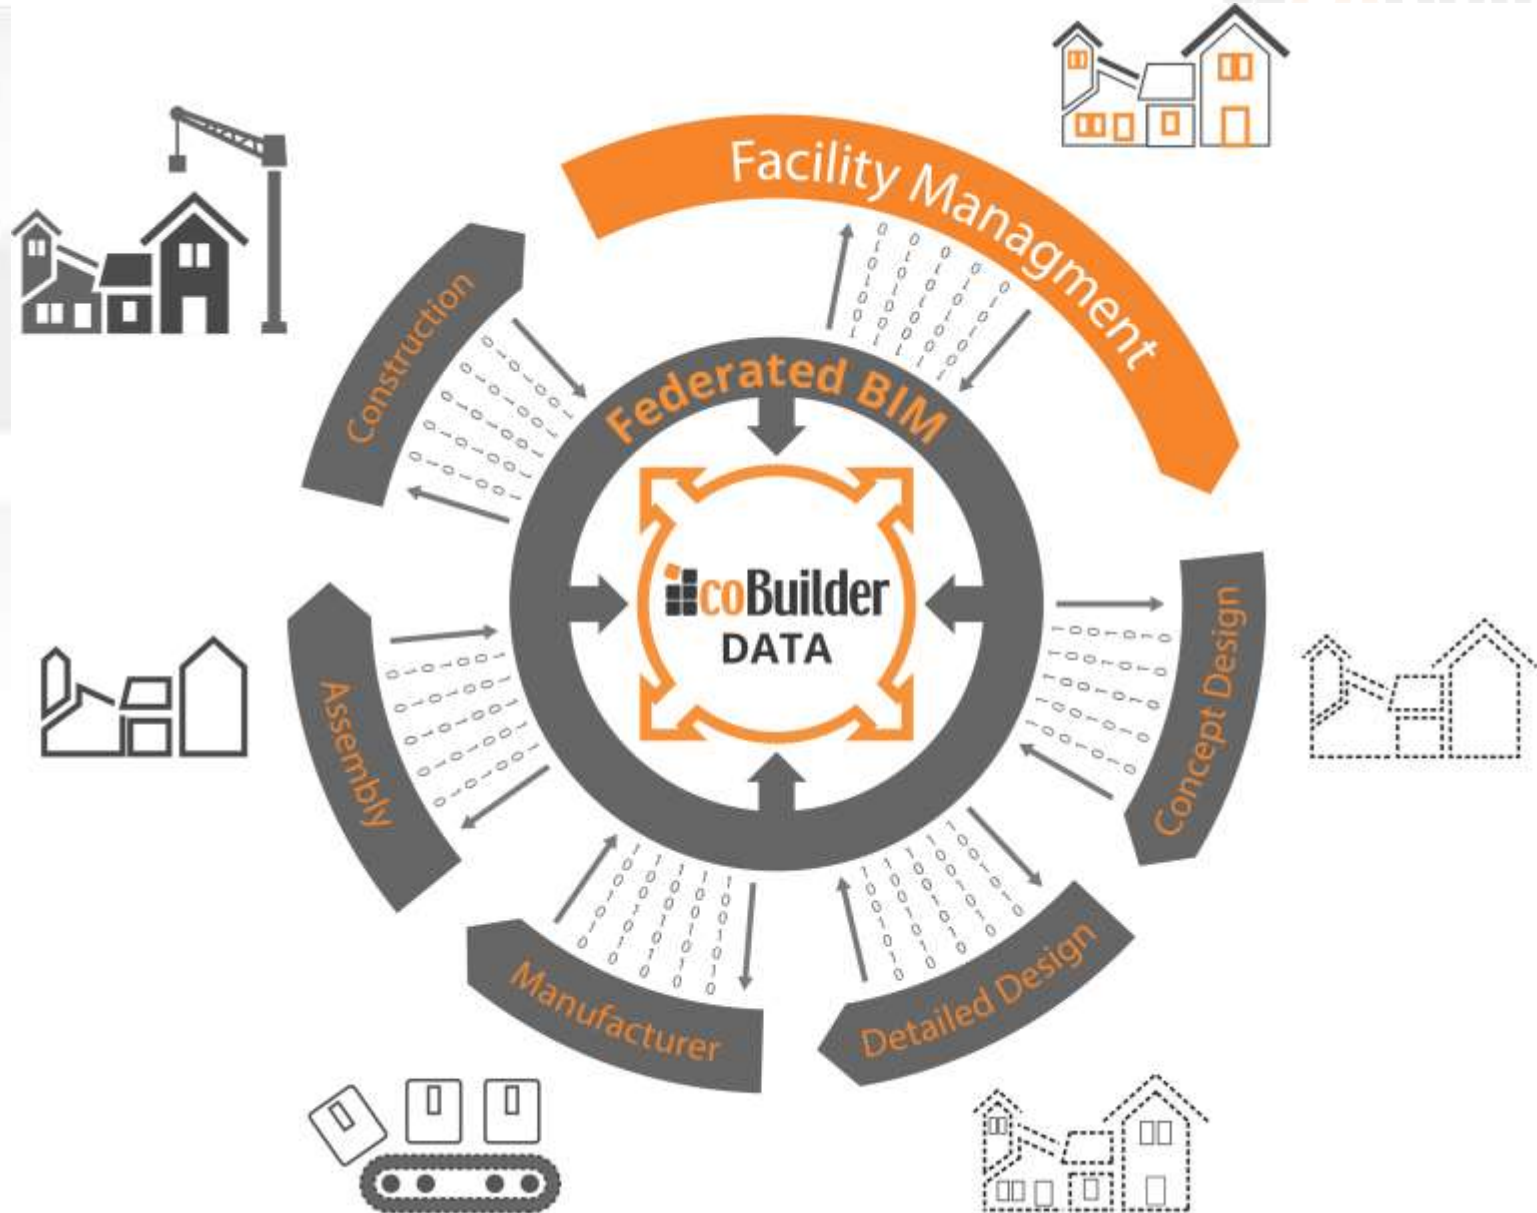 Facility Managment
Construction
Federated BIM
coBuilder
DATA
Concept Design
Assembly
Detailed Design
Manufacturer